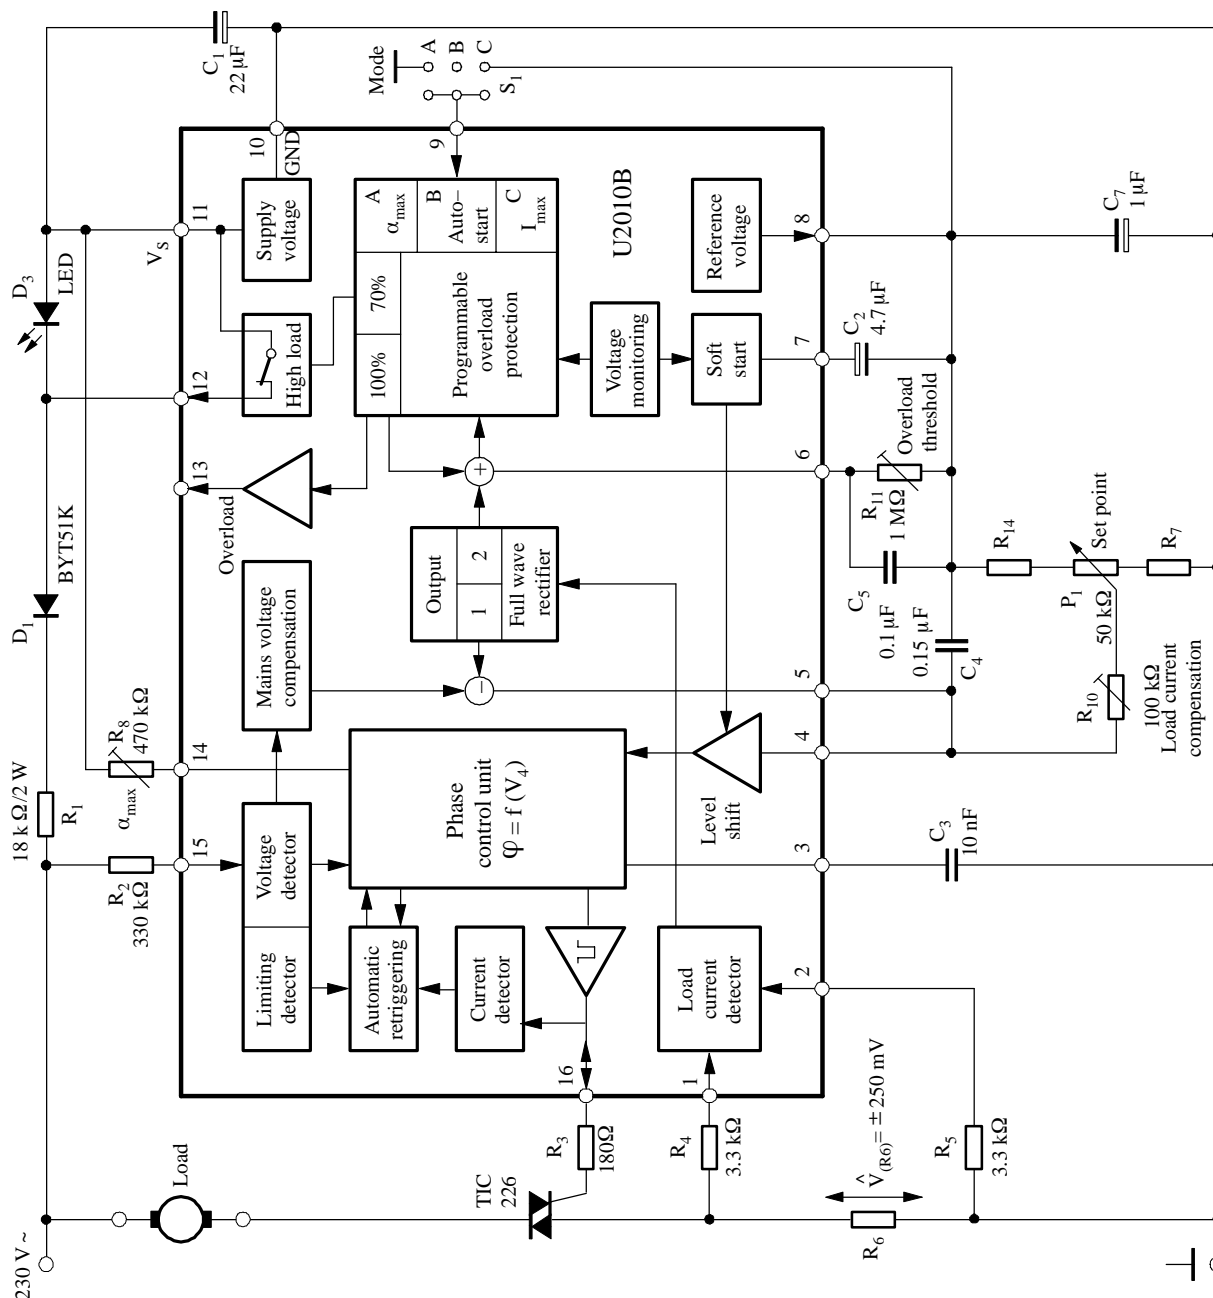 230 V ~
Load
18 k Ω/2 W
R1
D1
BYT51K
D3
LED
C1
22 µF
R2
330 kΩ
αmax
R8
470 kΩ
15
14
13
12
VS
11
10
GND
Mode
A
B
C
S1
9
Limiting
detector
Voltage
detector
Mains voltage
compensation
Overload
High load
Supply
voltage
Automatic
retriggering
Phase
control unit
φ = f (V4)
Current
detector
Output
1
2
Full wave
rectifier
100%
70%
A
αmax
Programmable
overload
protection
B
Auto–
start
C
Imax
+
–
Voltage
monitoring
U2010B
Load
current
detector
Level
shift
Soft
start
Reference
voltage
TIC
226
R3
180Ω
16
R4
3.3 kΩ
1
2
3
4
5
6
7
8
R6
V̂(R6)= ± 250 mV
R5
3.3 kΩ
C3
10 nF
R10
100 kΩ
Load current
compensation
C4
0.15 µF
C5
0.1 µF
R11
1 MΩ
Overload
threshold
C2
4.7 µF
R14
P1
50 kΩ
Set point
R7
C7
1 µF